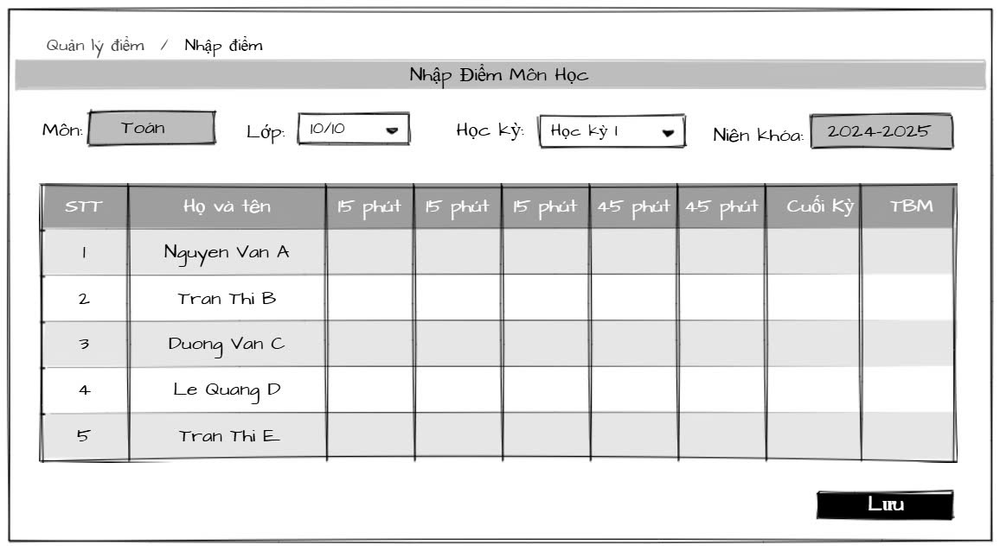 Quản lý điểm / Nhập điểm
Nhập Điểm Môn Học
Môn: Toán Lớp: 10/10 Học kỳ: Học kỳ 1 Niên khóa: 2024-2025
STT Họ và tên 15 phút 15 phút 15 phút 45 phút 45 phút Cuối Kỳ TBM
1 Nguyen Van A
2 Tran Thi B
3 Duong Van C
4 Le Quang D
5 Tran Thi E
Lưu